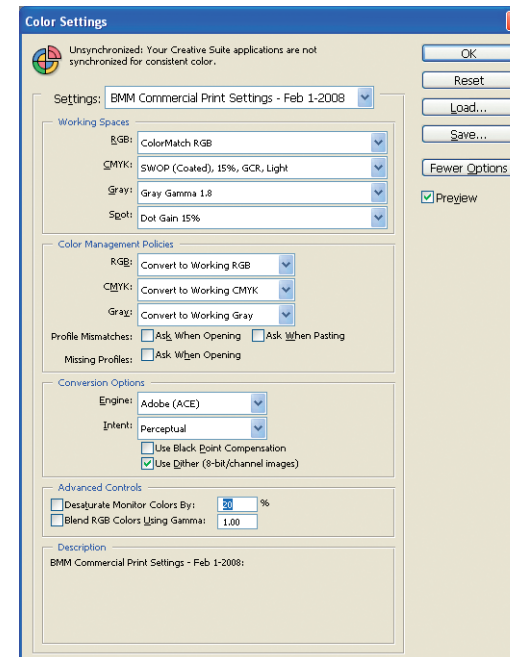 Color Settings
Unsynchronized: Your Creative Suite applications are not
synchronized for consistent color.
OK
Reset
Load...
Save...
Fewer Options
Preview
Settings: BMM Commercial Print Settings - Feb 1-2008
Working Spaces
RGB: ColorMatch RGB
CMYK: SWOP (Coated), 15%, GCR, Light
Gray: Gray Gamma 1.8
Spot: Dot Gain 15%
Color Management Policies
RGB: Convert to Working RGB
CMYK: Convert to Working CMYK
Gray: Convert to Working Gray
Profile Mismatches: Ask When Opening Ask When Pasting
Missing Profiles: Ask When Opening
Conversion Options
Engine: Adobe (ACE)
Intent: Perceptual
Use Black Point Compensation
Use Dither (8-bit/channel images)
Advanced Controls
Desaturate Monitor Colors By: 20 %
Blend RGB Colors Using Gamma: 1.00
Description
BMM Commercial Print Settings - Feb 1-2008: